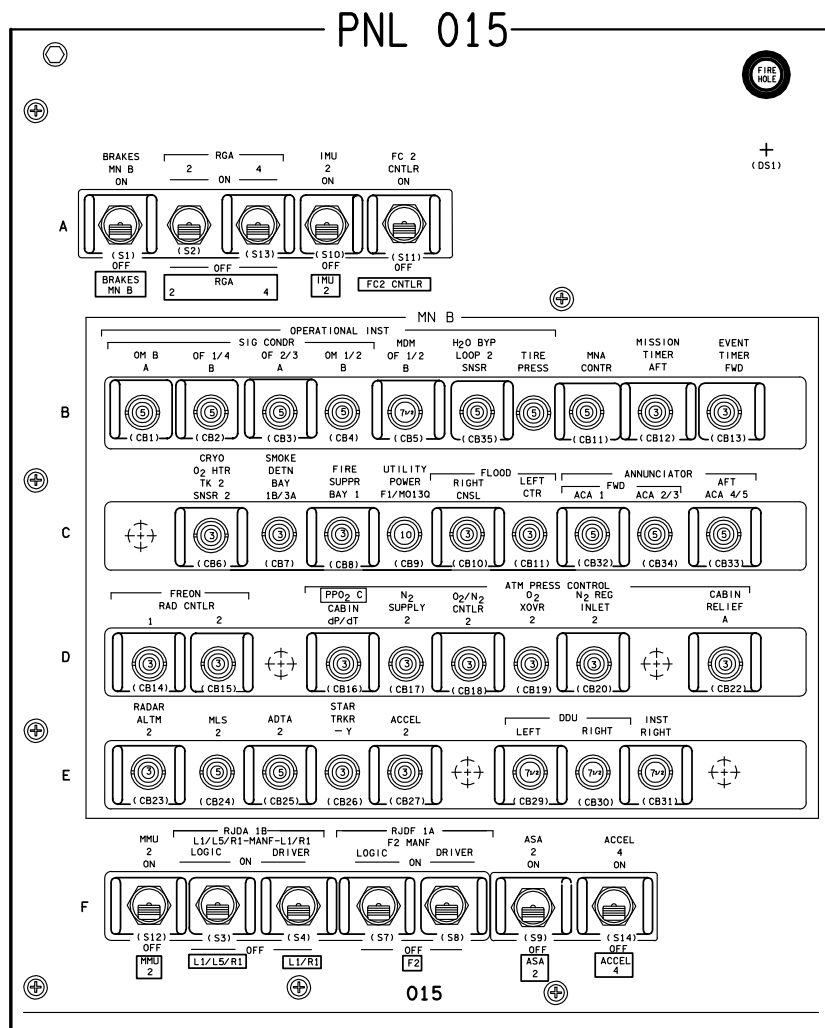 PNL 015
FIRE
HOLE
(DS1)
BRAKES RGA IMU FC 2
MN B 2 4 2 CNTLR
ON ON ON ON
A
(S1) (S2) (S13) (S10) (S11)
OFF OFF OFF OFF
BRAKES RGA IMU FC2 CNTLR
MN B 2 4 2
MN B
OPERATIONAL INST
SIG CONDR MDM H2O BYP MISSION EVENT
OM B OF 1/4 OF 2/3 OM 1/2 OF 1/2 LOOP 2 TIRE MNA TIMER TIMER
A B A B B SNSR PRESS CONTR AFT FWD
B 5 5 5 5 7 1/2 5 5 5 3 3
(CB1) (CB2) (CB3) (CB4) (CB5) (CB35) (CB11) (CB12) (CB13)
CRYO SMOKE
O2 HTR DETN FIRE UTILITY FLOOD ANNUNCIATOR
TK 2 BAY SUPPR POWER RIGHT LEFT FWD AFT
SNSR 2 1B/3A BAY 1 F1/MO13Q CNSL CTR ACA 1 ACA 2/3 ACA 4/5
C 3 3 3 10 3 3 5 5 5
(CB6) (CB7) (CB8) (CB9) (CB10) (CB11) (CB32) (CB34) (CB33)
FREON ATM PRESS CONTROL
RAD CNTLR PPO2 C N2 O2/N2 O2 N2 REG CABIN
1 2 CABIN SUPPLY CNTLR XOVR INLET RELIEF
dP/dT 2 2 2 2 A
D 3 3 3 3 3 3 3 3
(CB14) (CB15) (CB16) (CB17) (CB18) (CB19) (CB20) (CB22)
RADAR STAR DDU
ALTM MLS ADTA TRKR ACCEL INST
2 2 2 -Y 2 LEFT RIGHT RIGHT
E 3 5 5 3 3 7 1/2 7 1/2 7 1/2
(CB23) (CB24) (CB25) (CB26) (CB27) (CB29) (CB30) (CB31)
RJDA 1B RJDF 1A
MMU L1/L5/R1-MANF-L1/R1 F2 MANF ASA ACCEL
2 LOGIC DRIVER LOGIC DRIVER 2 4
ON ON ON ON ON
F
(S12) (S3) (S4) (S7) (S8) (S9) (S14)
OFF OFF OFF OFF OFF
MMU L1/L5/R1 L1/R1 F2 ASA ACCEL
2 2 4
015